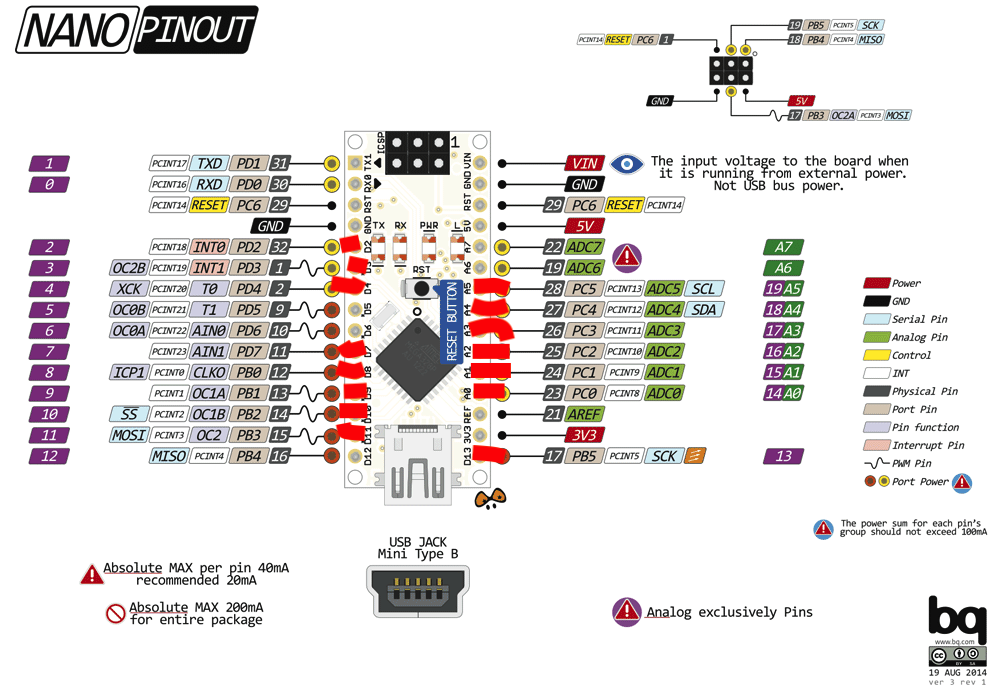 NANO PINOUT
19 PB5 PCINT5 SCK
18 PB4 PCINT4 MISO
PCINT14 RESET PC6 1
GND
5V
17 PB3 OC2A PCINT3 MOSI
ICSP
1
1 PCINT17 TXD PD1 31 TX1 VIN VIN
The input voltage to the board when
it is running from external power.
Not USB bus power.
0 PCINT16 RXD PD0 30 RX0 GND GND
PCINT14 RESET PC6 29 RST RST 29 PC6 RESET PCINT14
GND GND 5V 5V
TX RX PWR L
2 PCINT18 INT0 PD2 32 D2 A7 22 ADC7 A7
3 OC2B PCINT19 INT1 PD3 1 D3 A6 19 ADC6 A6
RST
4 XCK PCINT20 T0 PD4 2 D4 A5 28 PC5 PCINT13 ADC5 SCL 19 A5
5 OC0B PCINT21 T1 PD5 9 D5 A4 27 PC4 PCINT12 ADC4 SDA 18 A4
6 OC0A PCINT22 AIN0 PD6 10 D6 A3 26 PC3 PCINT11 ADC3 17 A3
7 PCINT23 AIN1 PD7 11 D7 A2 25 PC2 PCINT10 ADC2 16 A2
8 ICP1 PCINT0 CLKO PB0 12 D8 A1 24 PC1 PCINT9 ADC1 15 A1
9 PCINT1 OC1A PB1 13 D9 A0 23 PC0 PCINT8 ADC0 14 A0
10 SS PCINT2 OC1B PB2 14 D10 REF 21 AREF
11 MOSI PCINT3 OC2 PB3 15 D11 3V3 3V3
12 MISO PCINT4 PB4 16 D12 D13 17 PB5 PCINT5 SCK 13
RESET BUTTON
Power
GND
Serial Pin
Analog Pin
Control
INT
Physical Pin
Port Pin
Pin function
Interrupt Pin
PWM Pin
Port Power
The power sum for each pin's
group should not exceed 100mA
USB JACK
Mini Type B
Absolute MAX per pin 40mA
recommended 20mA
Absolute MAX 200mA
for entire package
Analog exclusively Pins
bq
www.bq.com
cc BY SA
19 AUG 2014
ver 3 rev 1